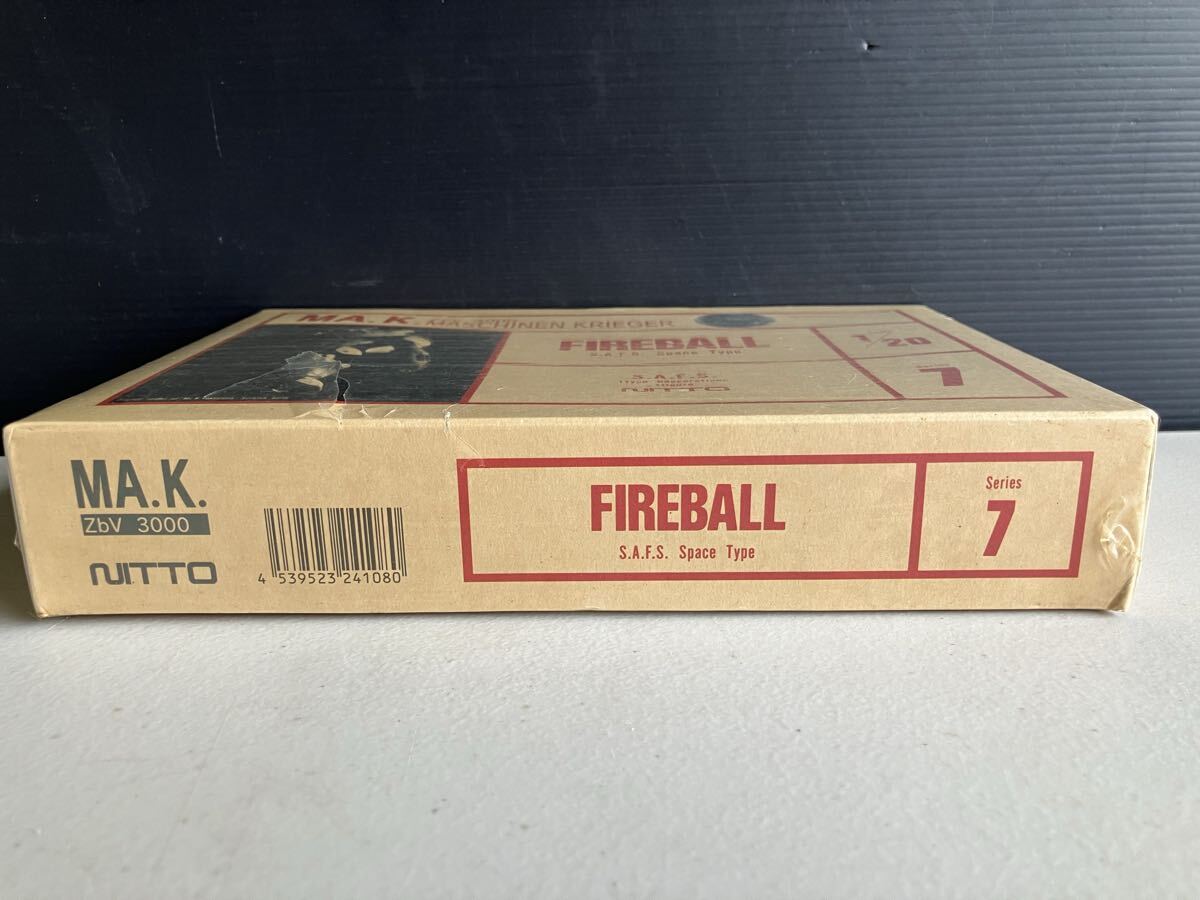 MA.K.
MASCHINEN KRIEGER
FIREBALL
S.A.F.S. Space Type
1/20
S.A.F.S.
NITTO
Series
7
MA.K.
ZbV 3000
NITTO
4 539523 241080
FIREBALL
S.A.F.S. Space Type
Series
7